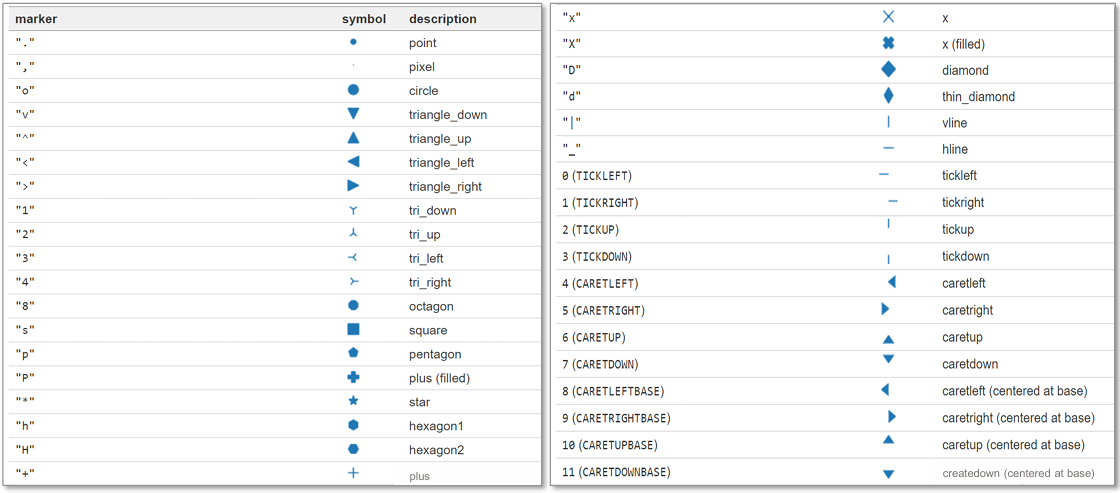 marker symbol description
"." point
"," pixel
"o" circle
"v" triangle_down
"^" triangle_up
"<" triangle_left
">" triangle_right
"1" tri_down
"2" tri_up
"3" tri_left
"4" tri_right
"8" octagon
"s" square
"p" pentagon
"P" plus (filled)
"*" star
"h" hexagon1
"H" hexagon2
"+" plus
"x" x
"X" x (filled)
"D" diamond
"d" thin_diamond
"|" vline
"_" hline
0 (TICKLEFT) tickleft
1 (TICKRIGHT) tickright
2 (TICKUP) tickup
3 (TICKDOWN) tickdown
4 (CARETLEFT) caretleft
5 (CARETRIGHT) caretright
6 (CARETUP) caretup
7 (CARETDOWN) caretdown
8 (CARETLEFTBASE) caretleft (centered at base)
9 (CARETRIGHTBASE) caretright (centered at base)
10 (CARETUPBASE) caretup (centered at base)
11 (CARETDOWNBASE) createdown (centered at base)